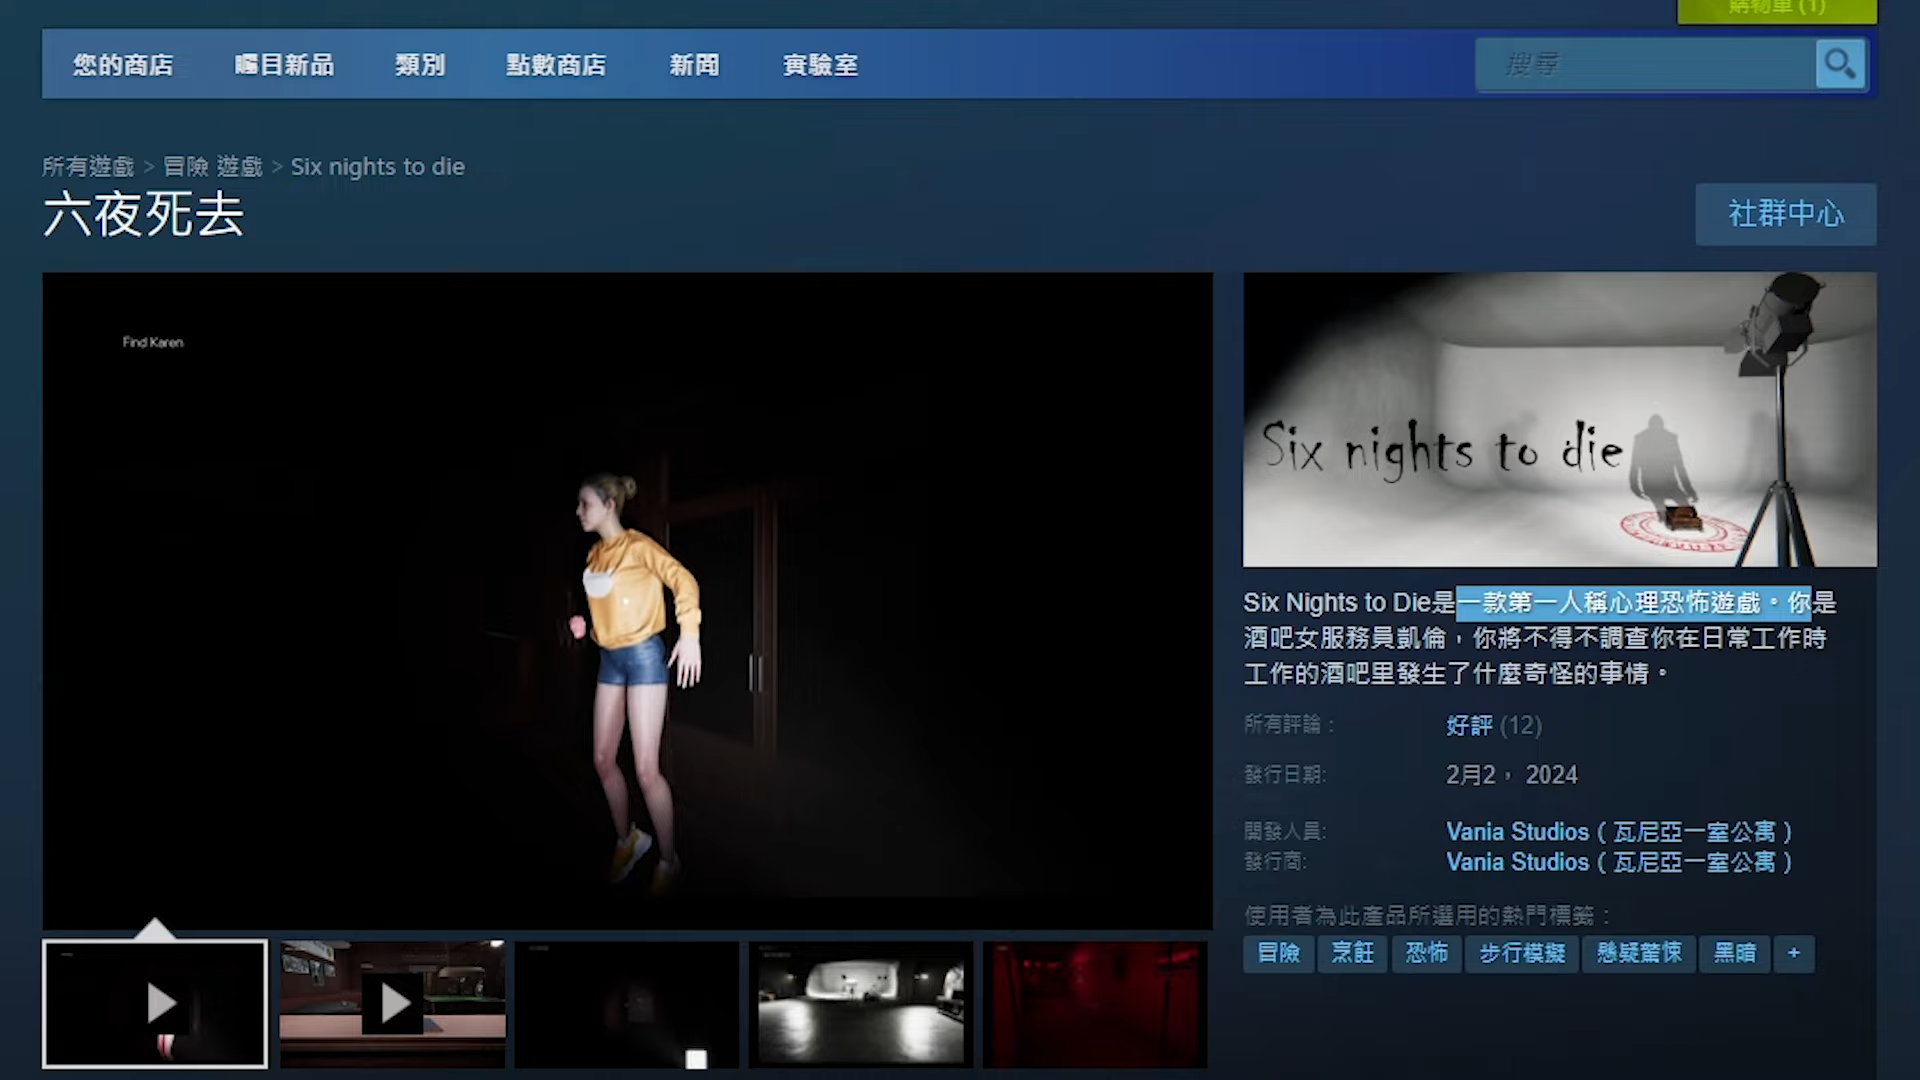 購物車 (1)
您的商店 矚目新品 類別 點數商店 新聞 實驗室 搜尋
所有遊戲 > 冒險 遊戲 > Six nights to die
六夜死去
社群中心
Find Karen
Six nights to die
Six Nights to Die是一款第一人稱心理恐怖遊戲。你是
酒吧女服務員凱倫，你將不得不調查你在日常工作時
工作的酒吧里發生了什麼奇怪的事情。
所有評論： 好評 (12)
發行日期: 2月2， 2024
開發人員: Vania Studios（瓦尼亞一室公寓）
發行商: Vania Studios（瓦尼亞一室公寓）
使用者為此產品所選用的熱門標籤：
冒險 烹飪 恐怖 步行模擬 懸疑驚悚 黑暗 +